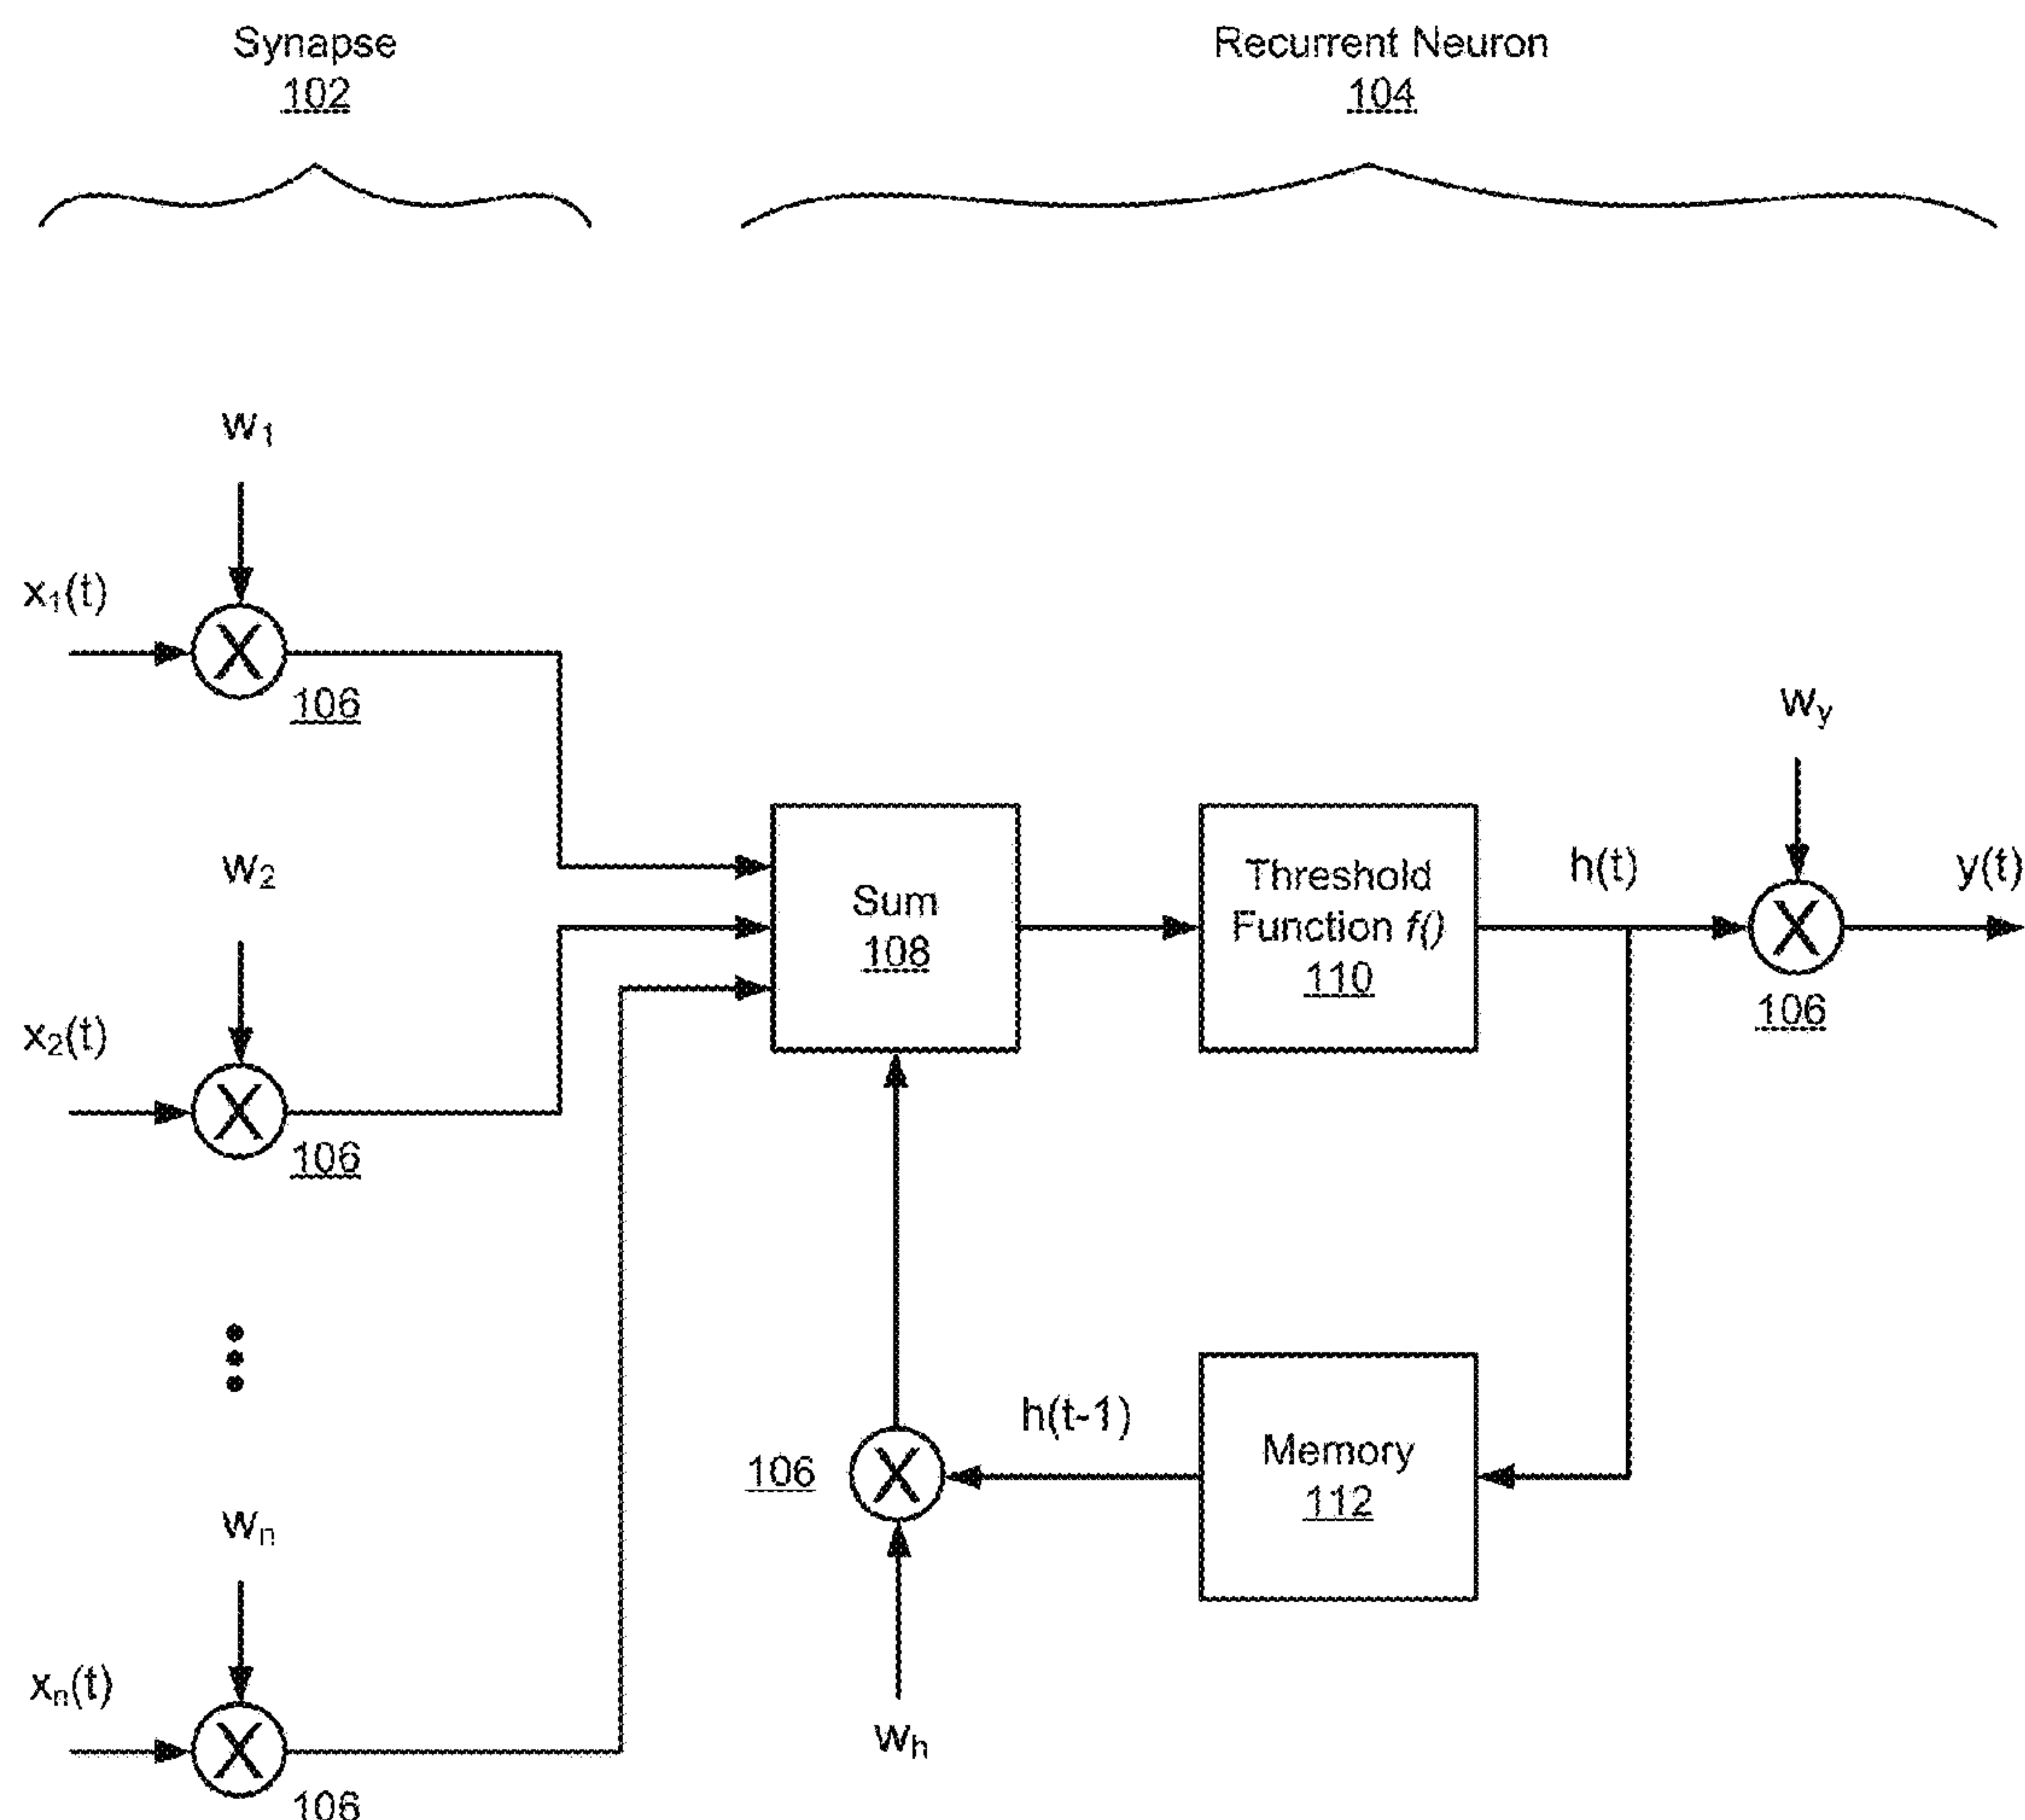 Synapse
102
Recurrent Neuron
104
w₁
x₁(t)
106
w₂
x₂(t)
106
wₙ
xₙ(t)
106
Sum
108
Threshold
Function f()
110
h(t)
w_y
y(t)
106
Memory
112
h(t-1)
106
wₕ